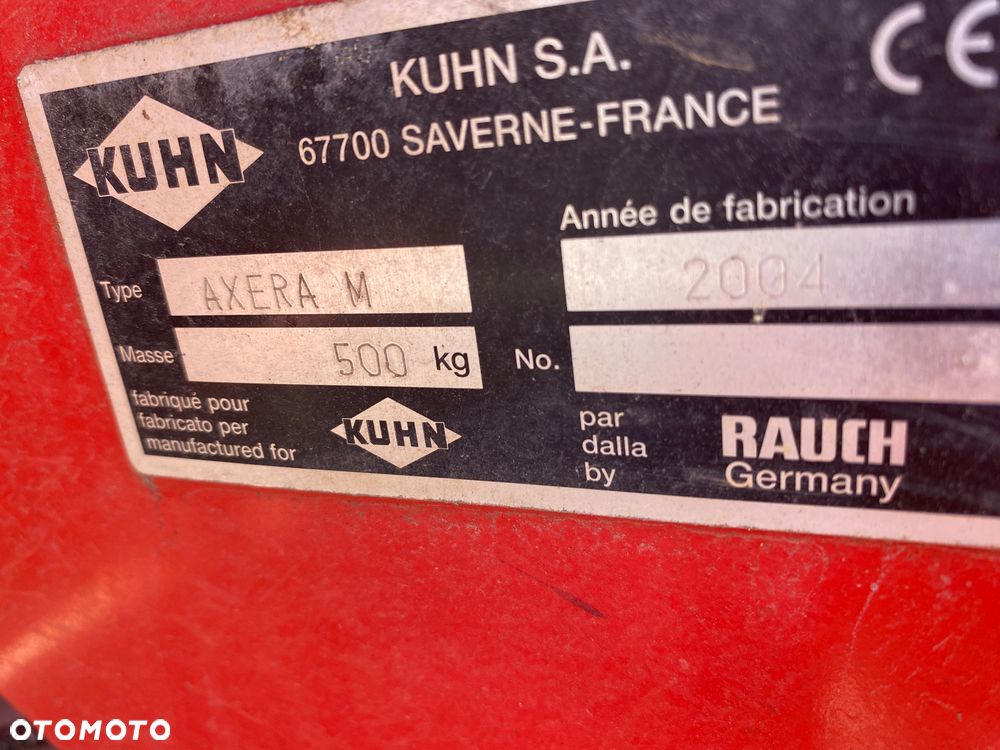 KUHN S.A.
CE
67700 SAVERNE-FRANCE
KUHN
Année de fabrication
Type AXERA M
2004
Masse 500 kg
No.
fabriqué pour
fabricato per
manufactured for
KUHN
par
dalla
by
RAUCH
Germany
OTOMOTO